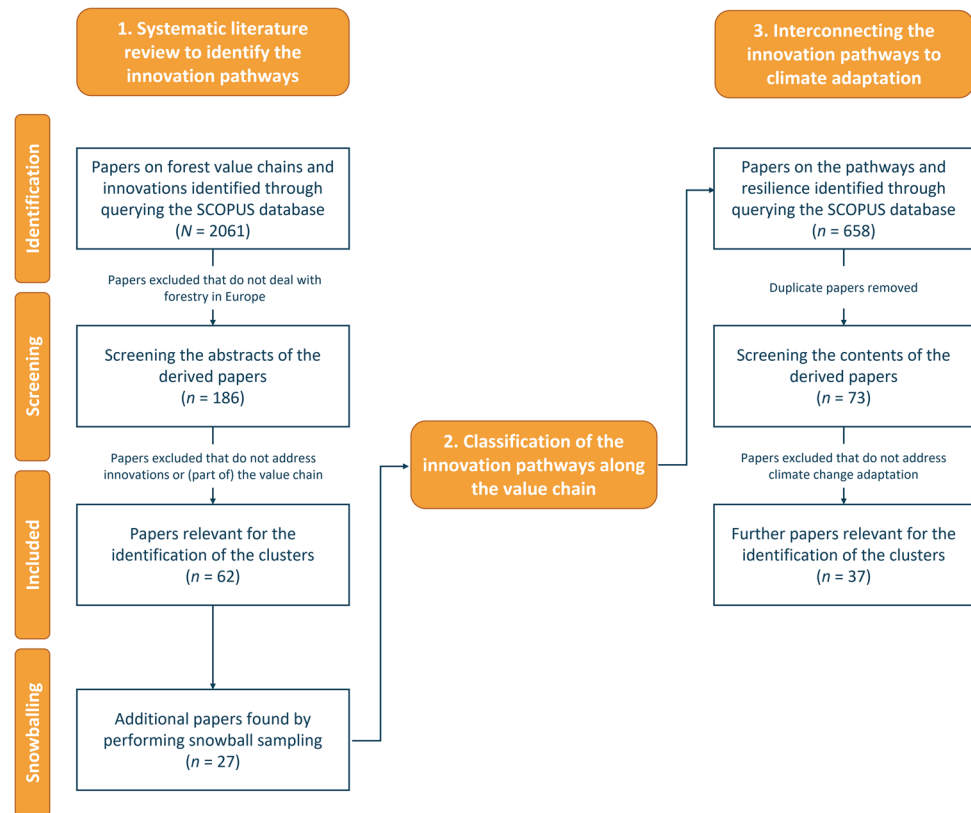 1. Systematic literature
review to identify the
innovation pathways
3. Interconnecting the
innovation pathways to
climate adaptation
Identification
Papers on forest value chains and
innovations identified through
querying the SCOPUS database
(N = 2061)
Papers on the pathways and
resilience identified through
querying the SCOPUS database
(n = 658)
Papers excluded that do not deal with
forestry in Europe
Duplicate papers removed
Screening
Screening the abstracts of the
derived papers
(n = 186)
Screening the contents of the
derived papers
(n = 73)
2. Classification of the
innovation pathways along
the value chain
Papers excluded that do not address
innovations or (part of) the value chain
Papers excluded that do not address
climate change adaptation
Included
Papers relevant for the
identification of the clusters
(n = 62)
Further papers relevant for the
identification of the clusters
(n = 37)
Snowballing
Additional papers found by
performing snowball sampling
(n = 27)